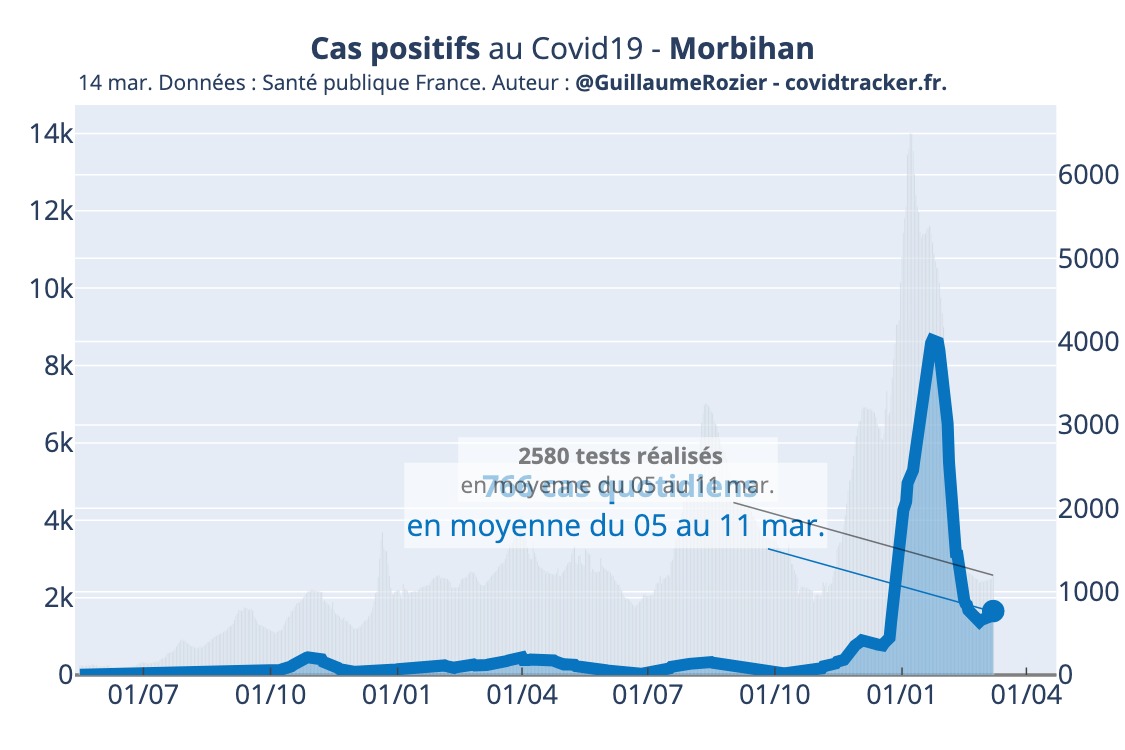 Cas positifs au Covid19 - Morbihan
14 mar. Données : Santé publique France. Auteur : @GuillaumeRozier - covidtracker.fr.
14k
12k
10k
8k
6k
4k
2k
0
6000
5000
4000
3000
2000
1000
0
2580 tests réalisés
en moyenne du 05 au 11 mar.
766 cas quotidiens
en moyenne du 05 au 11 mar.
01/07 01/10 01/01 01/04 01/07 01/10 01/01 01/04